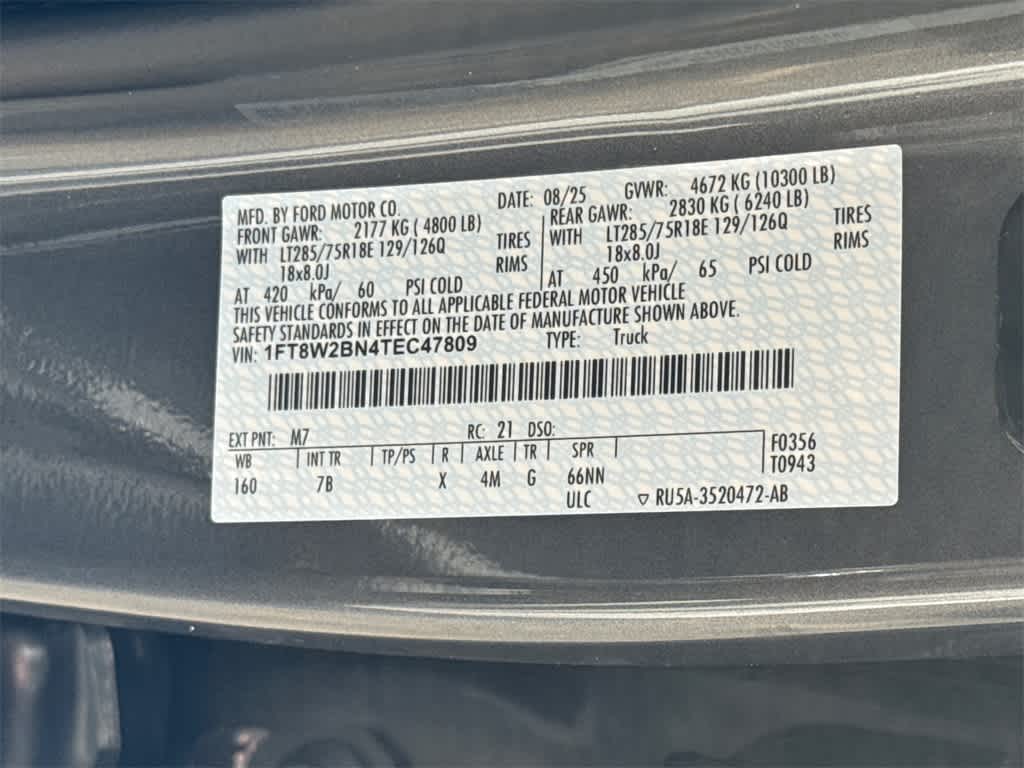 MFD. BY FORD MOTOR CO. DATE: 08/25 GVWR: 4672 KG (10300 LB)
FRONT GAWR: 2177 KG ( 4800 LB) REAR GAWR: 2830 KG ( 6240 LB)
WITH LT285/75R18E 129/126Q TIRES WITH LT285/75R18E 129/126Q TIRES
18x8.0J RIMS 18x8.0J RIMS
AT 420 kPa/ 60 PSI COLD AT 450 kPa/ 65 PSI COLD
THIS VEHICLE CONFORMS TO ALL APPLICABLE FEDERAL MOTOR VEHICLE
SAFETY STANDARDS IN EFFECT ON THE DATE OF MANUFACTURE SHOWN ABOVE.
VIN: 1FT8W2BN4TEC47809 TYPE: Truck
EXT PNT: M7 RC: 21 DSO:
WB INT TR TP/PS R AXLE TR SPR F0356
160 7B X 4M G 66NN T0943
ULC ▽ RU5A-3520472-AB